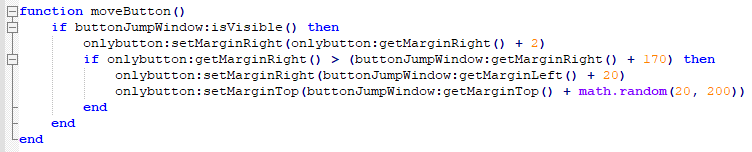 function moveButton()
    if buttonJumpWindow:isVisible() then
        onlybutton:setMarginRight(onlybutton:getMarginRight() + 2)
        if onlybutton:getMarginRight() > (buttonJumpWindow:getMarginRight() + 170) then
            onlybutton:setMarginRight(buttonJumpWindow:getMarginLeft() + 20)
            onlybutton:setMarginTop(buttonJumpWindow:getMarginTop() + math.random(20, 200))
        end
    end
end